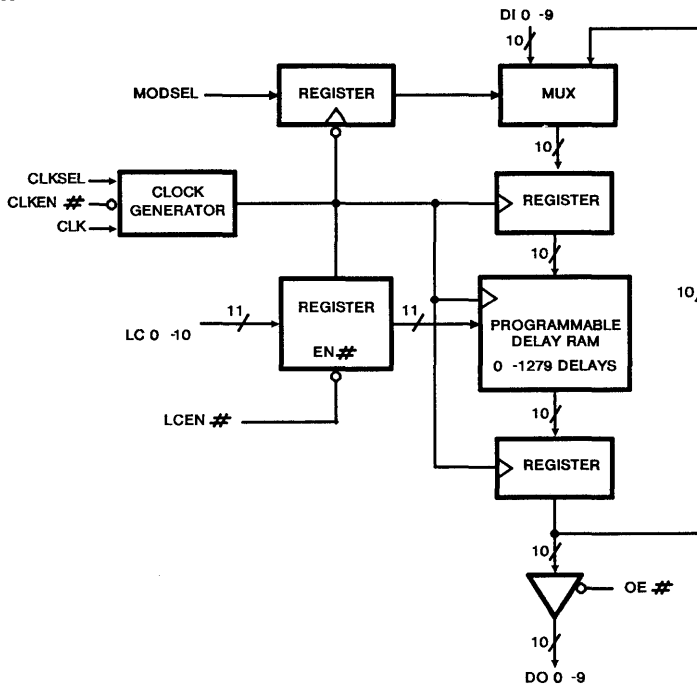 DI 0 -9
10
MODSEL
REGISTER
MUX
10
CLKSEL
CLKEN #
CLK
CLOCK
GENERATOR
REGISTER
10
LC 0 -10
11
REGISTER
EN #
11
PROGRAMMABLE
DELAY RAM
0 -1279 DELAYS
10
LCEN #
10
REGISTER
10
OE #
10
DO 0 -9